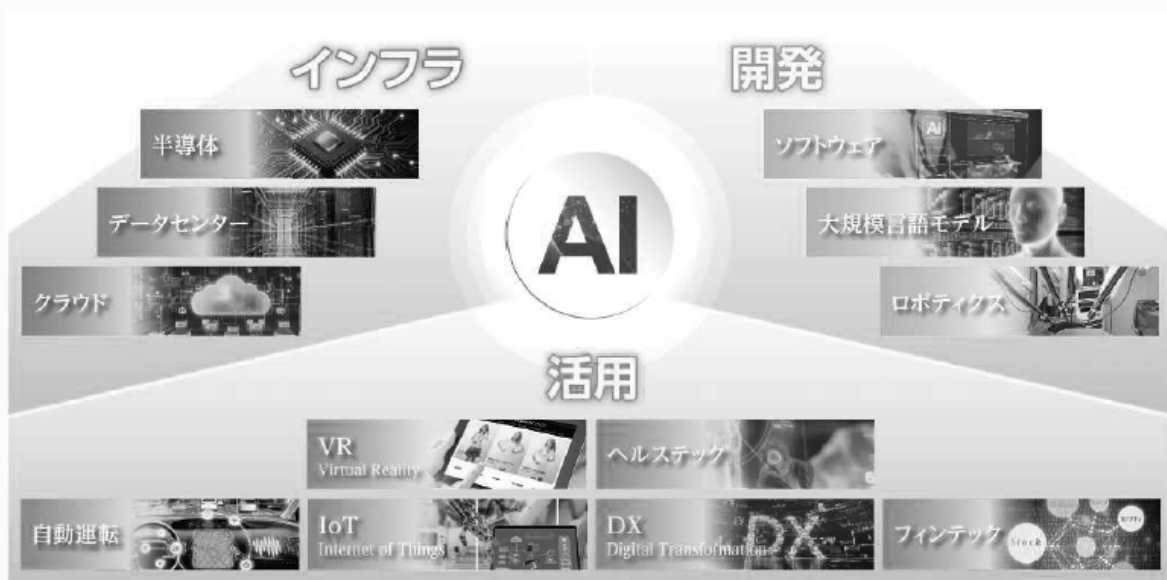 インフラ
開発
半導体
データセンター
クラウド
AI
ソフトウェア
AI
大規模言語モデル
ロボティクス
活用
VR
Virtual Reality
ヘルステック
自動運転
IoT
Internet of Things
DX
Digital Transformation
DX
フィンテック
Stock